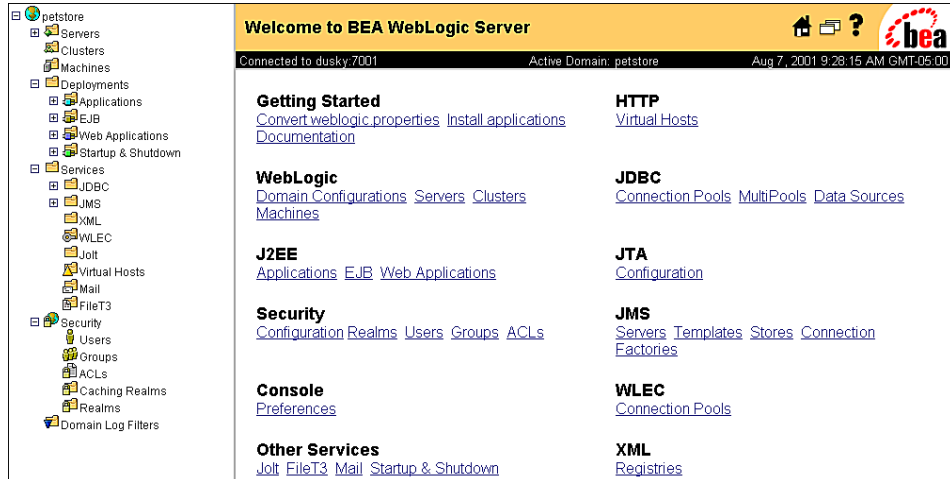 petstore
Servers
Clusters
Machines
Deployments
Applications
EJB
Web Applications
Startup & Shutdown
Services
JDBC
JMS
XML
WLEC
Jolt
Virtual Hosts
Mail
FileT3
Security
Users
Groups
ACLs
Caching Realms
Realms
Domain Log Filters
Welcome to BEA WebLogic Server
?
bea
Connected to dusky:7001 Active Domain: petstore Aug 7, 2001 9:28:15 AM GMT-05:00
Getting Started
Convert weblogic.properties Install applications
Documentation
HTTP
Virtual Hosts
WebLogic
Domain Configurations Servers Clusters
Machines
JDBC
Connection Pools MultiPools Data Sources
J2EE
Applications EJB Web Applications
JTA
Configuration
Security
Configuration Realms Users Groups ACLs
JMS
Servers Templates Stores Connection
Factories
Console
Preferences
WLEC
Connection Pools
Other Services
Jolt FileT3 Mail Startup & Shutdown
XML
Registries